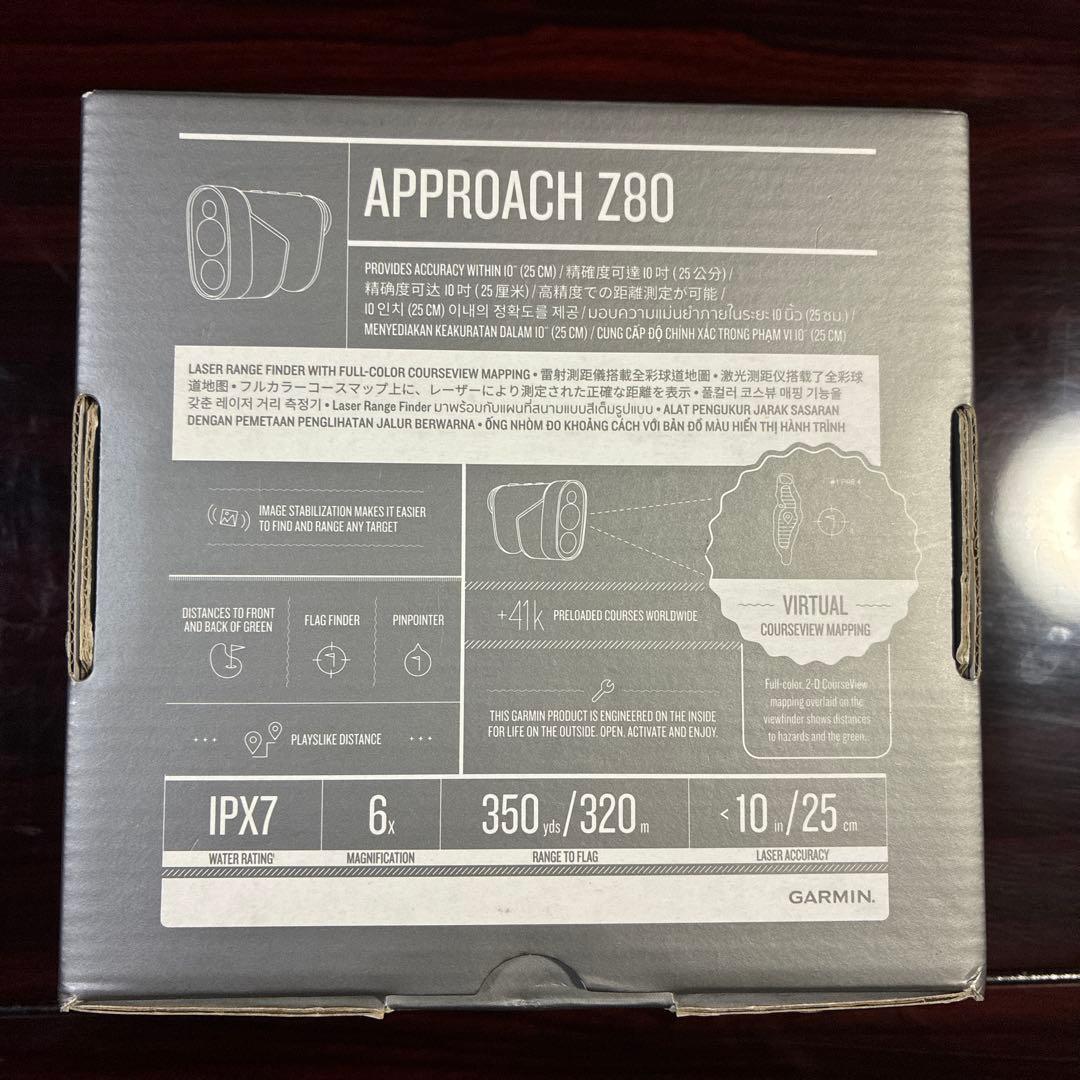 APPROACH Z80
PROVIDES ACCURACY WITHIN 10" (25 CM) / 精確度可達 10 吋 ( 25 公分) /
精确度可达 10 吋 ( 25 厘米) / 高精度での距離測定が可能 /
10 인치 (25 CM) 이내의 정확도를 제공 / มอบความแม่นยำภายในระยะ 10 นิ้ว (25 ซม.) /
MENYEDIAKAN KEAKURATAN DALAM 10" (25 CM) / CUNG CẤP ĐỘ CHÍNH XÁC TRONG PHẠM VI 10" (25 CM)
LASER RANGE FINDER WITH FULL-COLOR COURSEVIEW MAPPING • 雷射測距儀搭載全彩球道地圖 • 激光测距仪搭载了全彩球
道地图 • フルカラーコースマップ上に、レーザーにより測定された正確な距離を表示 • 풀컬러 코스뷰 매핑 기능을
갖춘 레이저 거리 측정기 • Laser Range Finder มาพร้อมกับแผนที่สนามแบบสีเต็มรูปแบบ • ALAT PENGUKUR JARAK SASARAN
DENGAN PEMETAAN PENGLIHATAN JALUR BERWARNA • ỐNG NHÒM ĐO KHOẢNG CÁCH VỚI BẢN ĐỒ MÀU HIỂN THỊ HÀNH TRÌNH
IMAGE STABILIZATION MAKES IT EASIER
TO FIND AND RANGE ANY TARGET
DISTANCES TO FRONT
AND BACK OF GREEN
FLAG FINDER
PINPOINTER
PLAYSLIKE DISTANCE
+41k PRELOADED COURSES WORLDWIDE
THIS GARMIN PRODUCT IS ENGINEERED ON THE INSIDE
FOR LIFE ON THE OUTSIDE. OPEN, ACTIVATE AND ENJOY.
VIRTUAL
COURSEVIEW MAPPING
Full-color, 2-D CourseView
mapping overlaid on the
viewfinder shows distances
to hazards and the green.
IPX7
WATER RATING
6x
MAGNIFICATION
350 yds/320 m
RANGE TO FLAG
<10 in/25 cm
LASER ACCURACY
GARMIN.